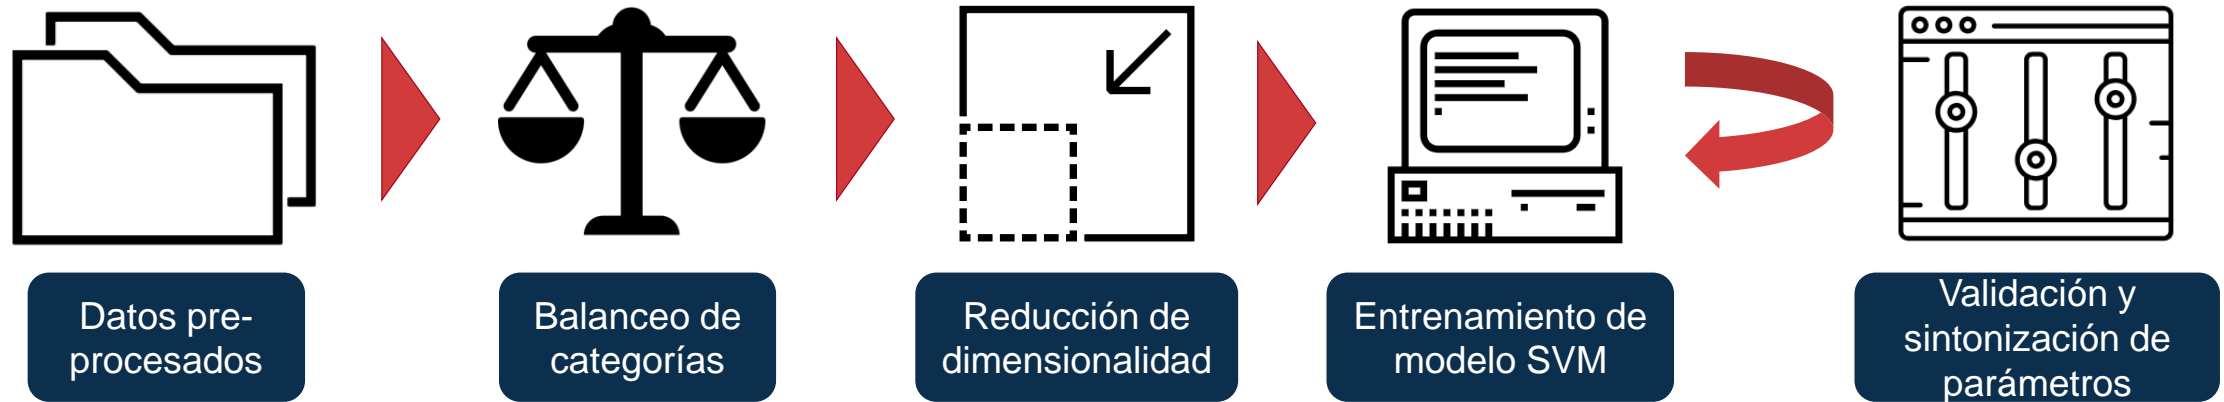 Datos pre-
procesados
Balanceo de
categorías
Reducción de
dimensionalidad
Entrenamiento de
modelo SVM
Validación y
sintonización de
parámetros